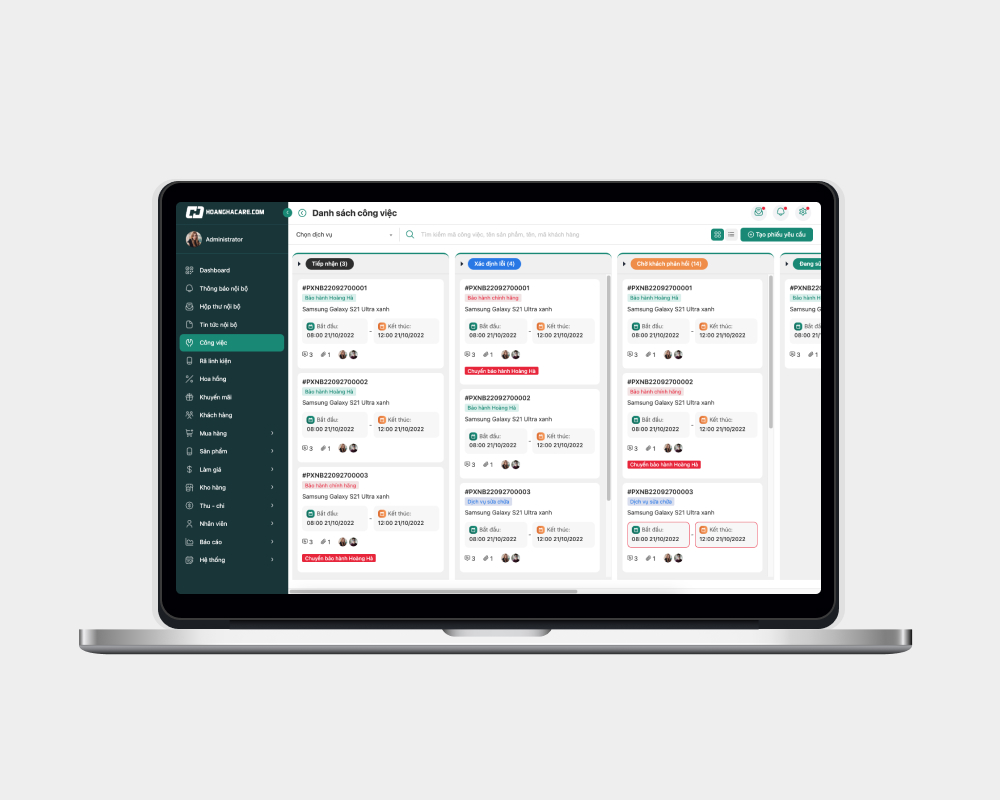 HOANGHACARE.COM
Administrator
Dashboard
Thông báo nội bộ
Hộp thư nội bộ
Tin tức nội bộ
Công việc
Rã linh kiện
Hoa hồng
Khuyến mãi
Khách hàng
Mua hàng
Sản phẩm
Làm giá
Kho hàng
Thu - chi
Nhân viên
Báo cáo
Hệ thống
Danh sách công việc
Chọn dịch vụ
Tìm kiếm mã công việc, tên sản phẩm, tên, mã khách hàng
Tạo phiếu yêu cầu
Tiếp nhận (3)
#PXNB22092700001
Bảo hành Hoàng Hà
Samsung Galaxy S21 Ultra xanh
Bắt đầu: Kết thúc:
08:00 21/10/2022 - 12:00 21/10/2022
3 1
#PXNB22092700002
Bảo hành Hoàng Hà
Samsung Galaxy S21 Ultra xanh
Bắt đầu: Kết thúc:
08:00 21/10/2022 - 12:00 21/10/2022
3 1
#PXNB22092700003
Bảo hành chính hãng
Samsung Galaxy S21 Ultra xanh
Bắt đầu: Kết thúc:
08:00 21/10/2022 - 12:00 21/10/2022
3 1
Chuyển bảo hành Hoàng Hà
Xác định lỗi (4)
#PXNB22092700001
Bảo hành chính hãng
Samsung Galaxy S21 Ultra xanh
Bắt đầu: Kết thúc:
08:00 21/10/2022 - 12:00 21/10/2022
3 1
Chuyển bảo hành Hoàng Hà
#PXNB22092700002
Bảo hành Hoàng Hà
Samsung Galaxy S21 Ultra xanh
Bắt đầu: Kết thúc:
08:00 21/10/2022 - 12:00 21/10/2022
3 1
#PXNB22092700003
Dịch vụ sửa chữa
Samsung Galaxy S21 Ultra xanh
Bắt đầu: Kết thúc:
08:00 21/10/2022 - 12:00 21/10/2022
3 1
Chờ khách phản hồi (14)
#PXNB22092700001
Bảo hành Hoàng Hà
Samsung Galaxy S21 Ultra xanh
Bắt đầu: Kết thúc:
08:00 21/10/2022 - 12:00 21/10/2022
3 1
#PXNB22092700002
Bảo hành chính hãng
Samsung Galaxy S21 Ultra xanh
Bắt đầu: Kết thúc:
08:00 21/10/2022 - 12:00 21/10/2022
3 1
Chuyển bảo hành Hoàng Hà
#PXNB22092700003
Dịch vụ sửa chữa
Samsung Galaxy S21 Ultra xanh
Bắt đầu: Kết thúc:
08:00 21/10/2022 - 12:00 21/10/2022
3 1
Đang
#PXNB2
Bảo hành
Samsung
Bắt
08:00
3 1